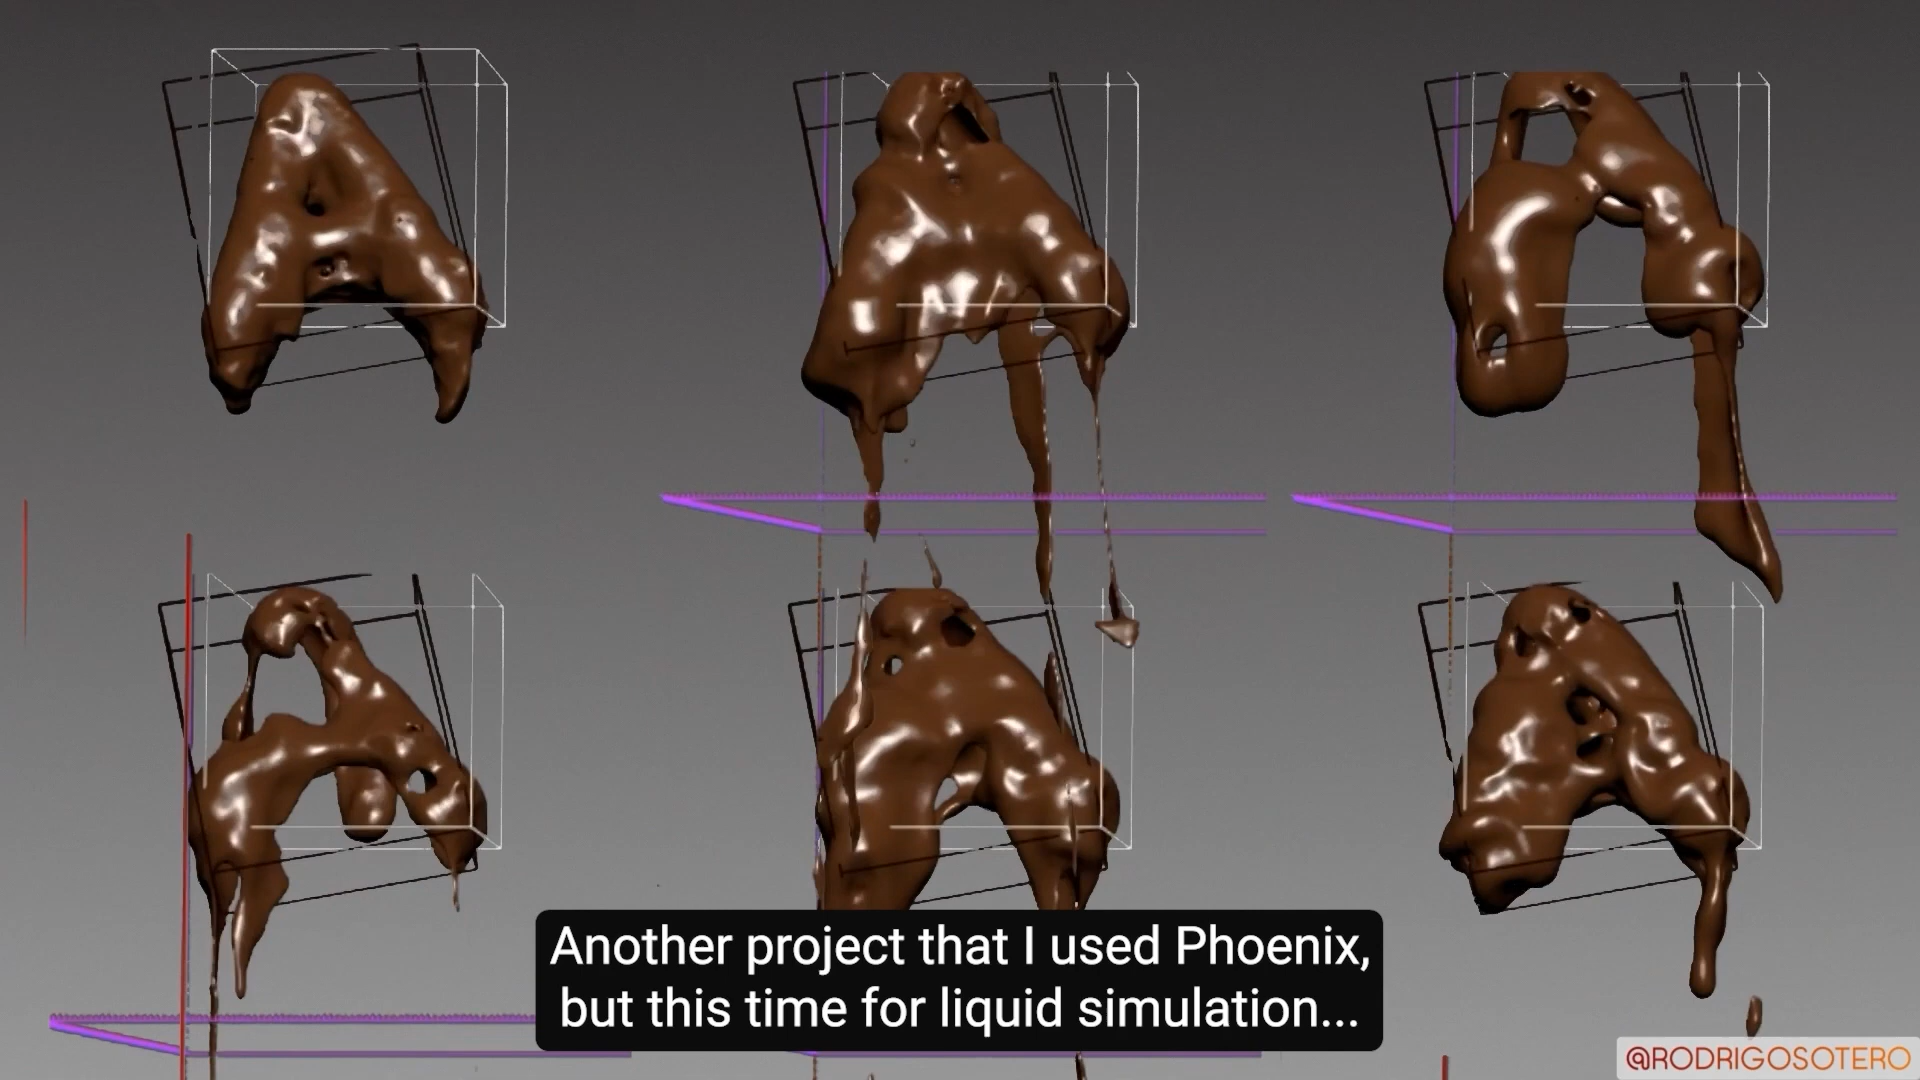 Another project that I used Phoenix,
but this time for liquid simulation...
@RODRIGOSOTERO